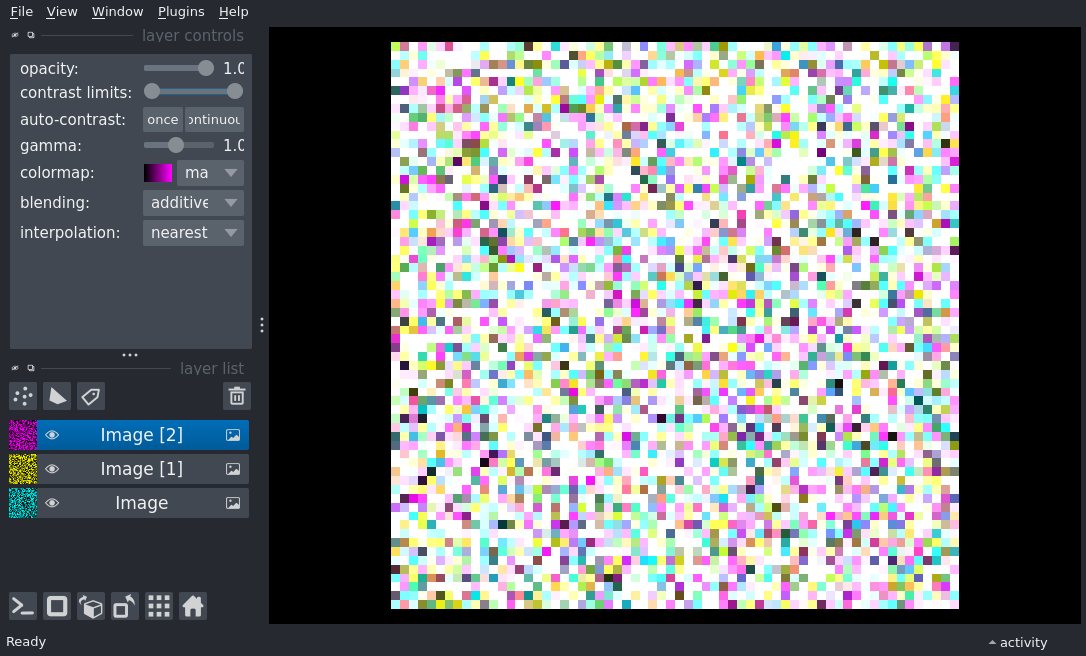 File View Window Plugins Help
layer controls
opacity: 1.0
contrast limits:
auto-contrast: once ontinuou
gamma: 1.0
colormap: ma
blending: additive
interpolation: nearest
layer list
Image [2]
Image [1]
Image
Ready
activity